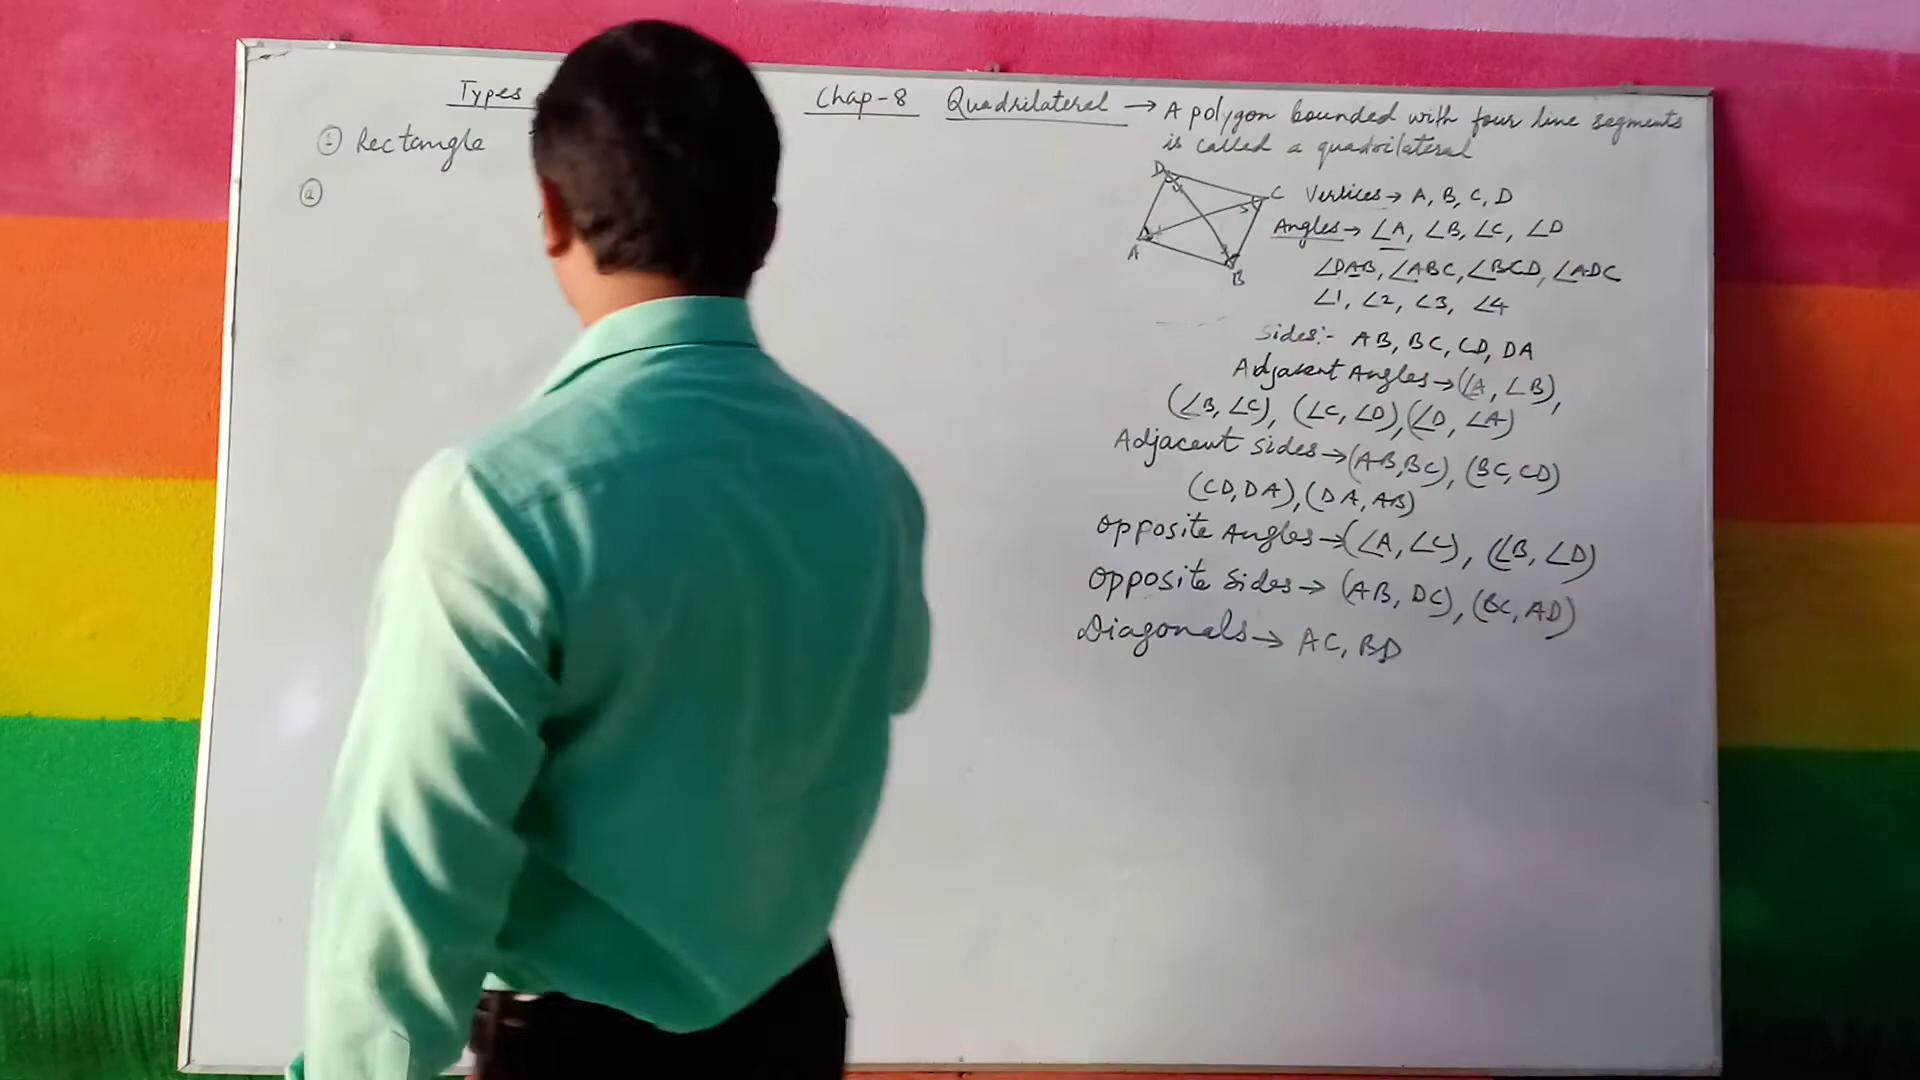 Types
① Rectangle
ⓐ
Chap-8 Quadrilateral → A polygon bounded with four line segments
is called a quadrilateral
D
C
A
B
Vertices → A, B, C, D
Angles → ∠A, ∠B, ∠C, ∠D
∠DAB, ∠ABC, ∠BCD, ∠ADC
∠1, ∠2, ∠3, ∠4
Sides:- AB, BC, CD, DA
Adjacent Angles → (∠A, ∠B),
(∠B, ∠C), (∠C, ∠D), (∠D, ∠A)
Adjacent Sides → (AB, BC), (BC, CD)
(CD, DA), (DA, AB)
Opposite Angles → (∠A, ∠C), (∠B, ∠D)
Opposite Sides → (AB, DC), (BC, AD)
Diagonals → AC, BD